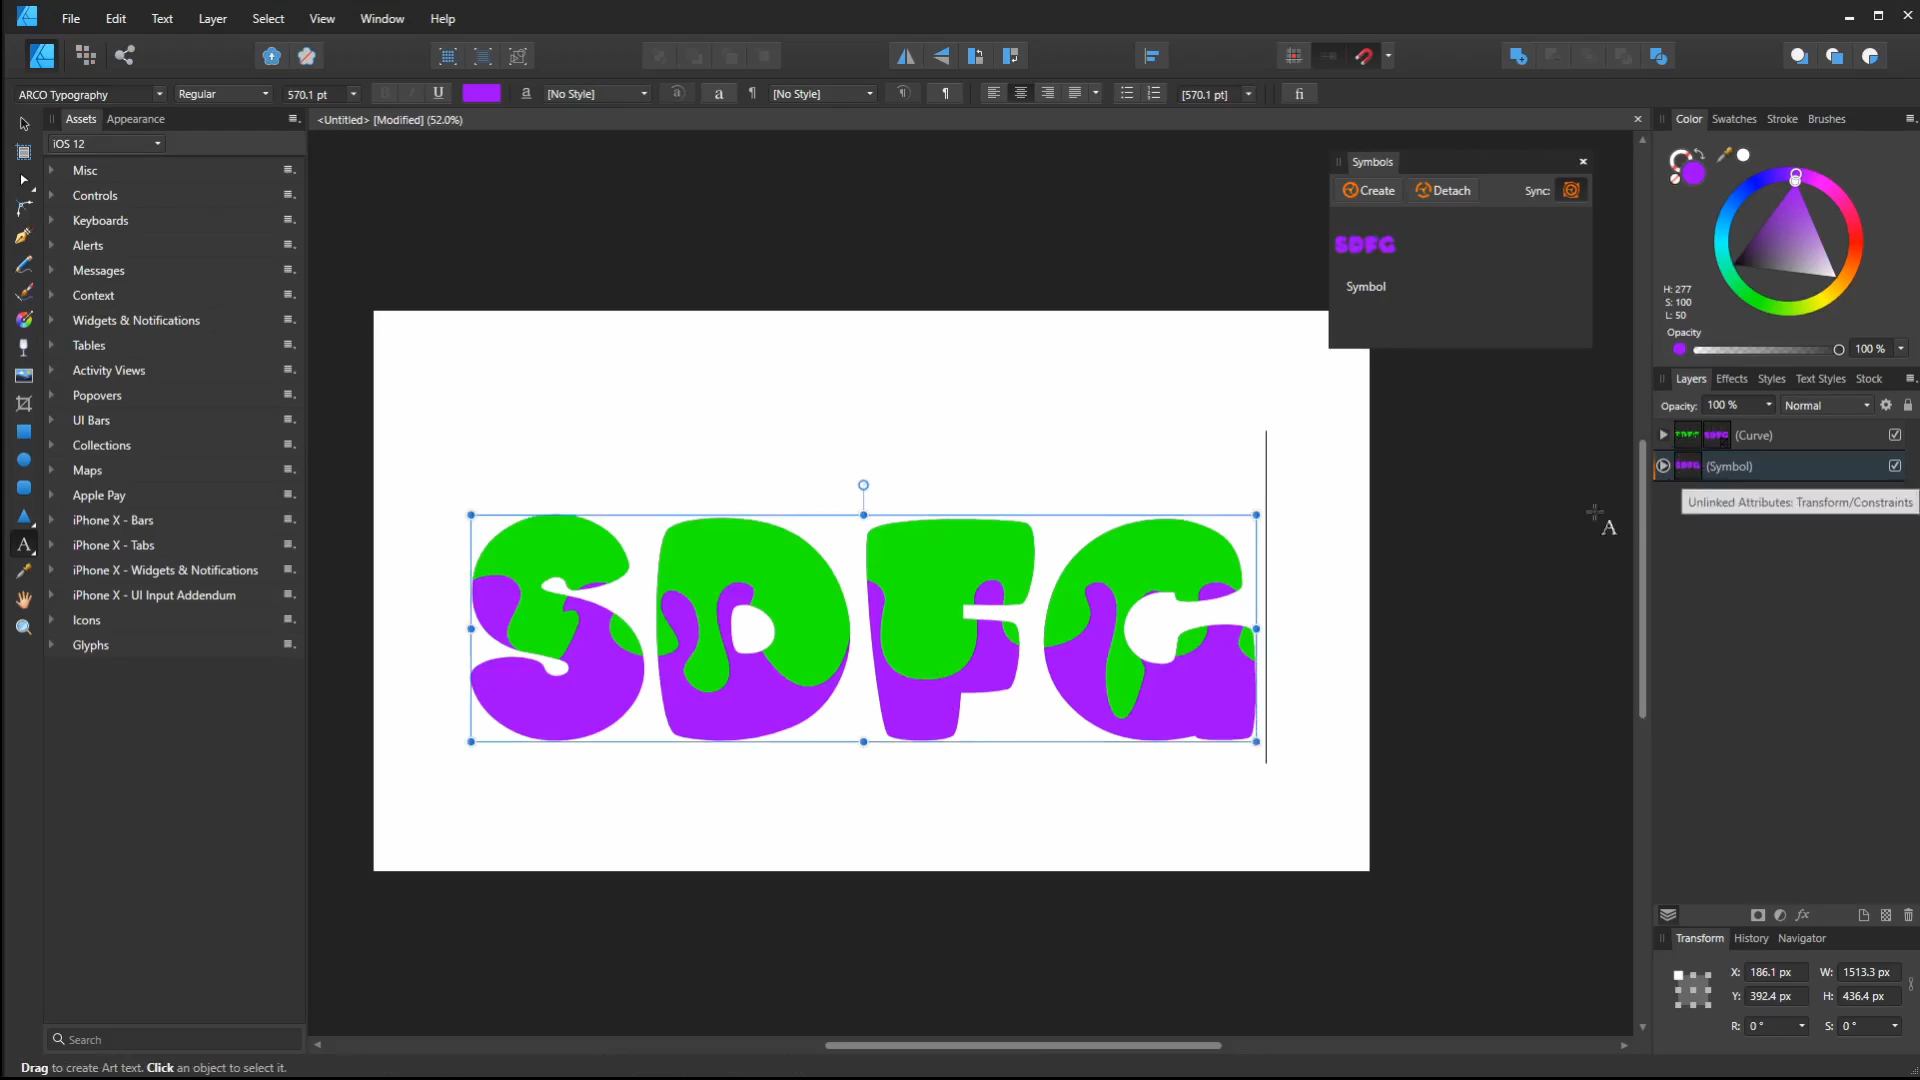 File Edit Text Layer Select View Window Help
ARCO Typography Regular 570.1 pt B I U a [No Style] a a ¶ [No Style] ¶ ¶ [570.1 pt] fi
Assets Appearance
<Untitled> [Modified] (52.0%)
Color Swatches Stroke Brushes
iOS 12
Misc
Controls
Keyboards
Alerts
Messages
Context
Widgets & Notifications
Tables
Activity Views
Popovers
UI Bars
Collections
Maps
Apple Pay
iPhone X - Bars
iPhone X - Tabs
iPhone X - Widgets & Notifications
iPhone X - UI Input Addendum
Icons
Glyphs
Search
Symbols
Create Detach Sync:
SDFG
Symbol
SDFG
H: 277
S: 100
L: 50
Opacity
100 %
Layers Effects Styles Text Styles Stock
Opacity: 100 % Normal
SDFG (Curve)
SDFG (Symbol)
Unlinked Attributes: Transform/Constraints
A
fx
Transform History Navigator
X: 186.1 px W: 1513.3 px
Y: 392.4 px H: 436.4 px
R: 0 ° S: 0 °
Drag to create Art text. Click an object to select it.